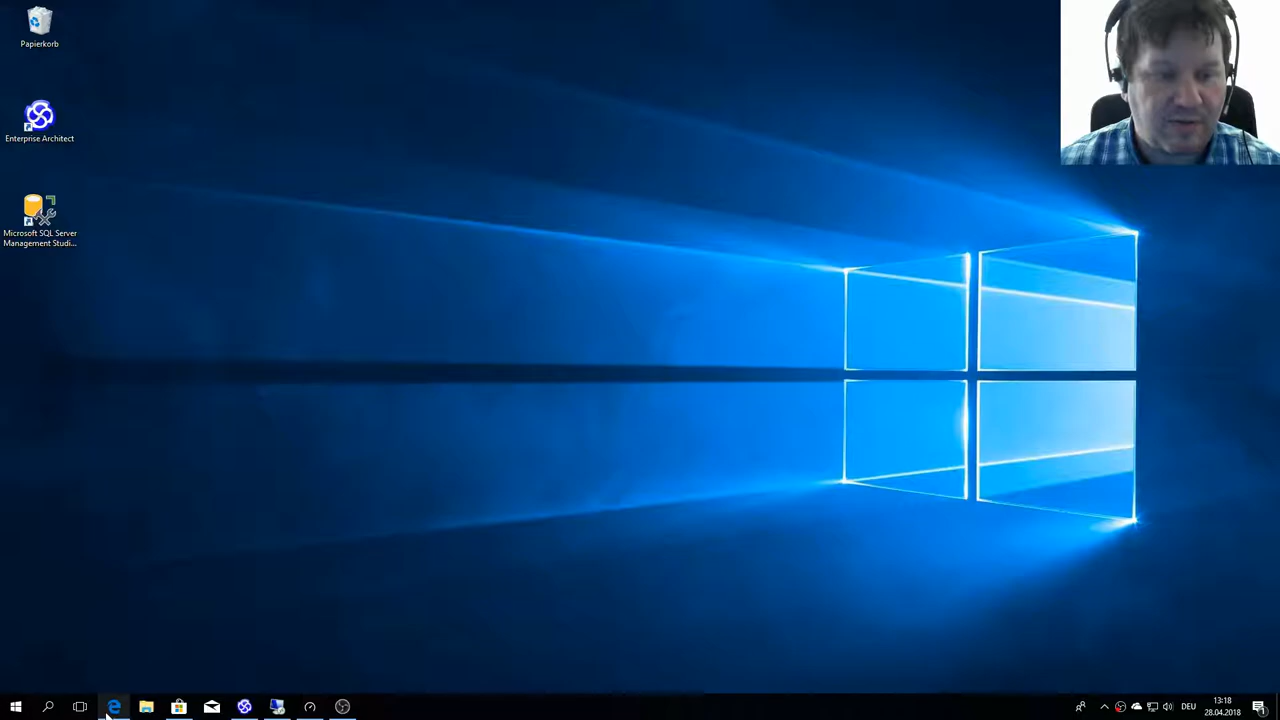 Papierkorb
Enterprise Architect
Microsoft SQL Server
Management Studi...
DEU
13:18
28.04.2018